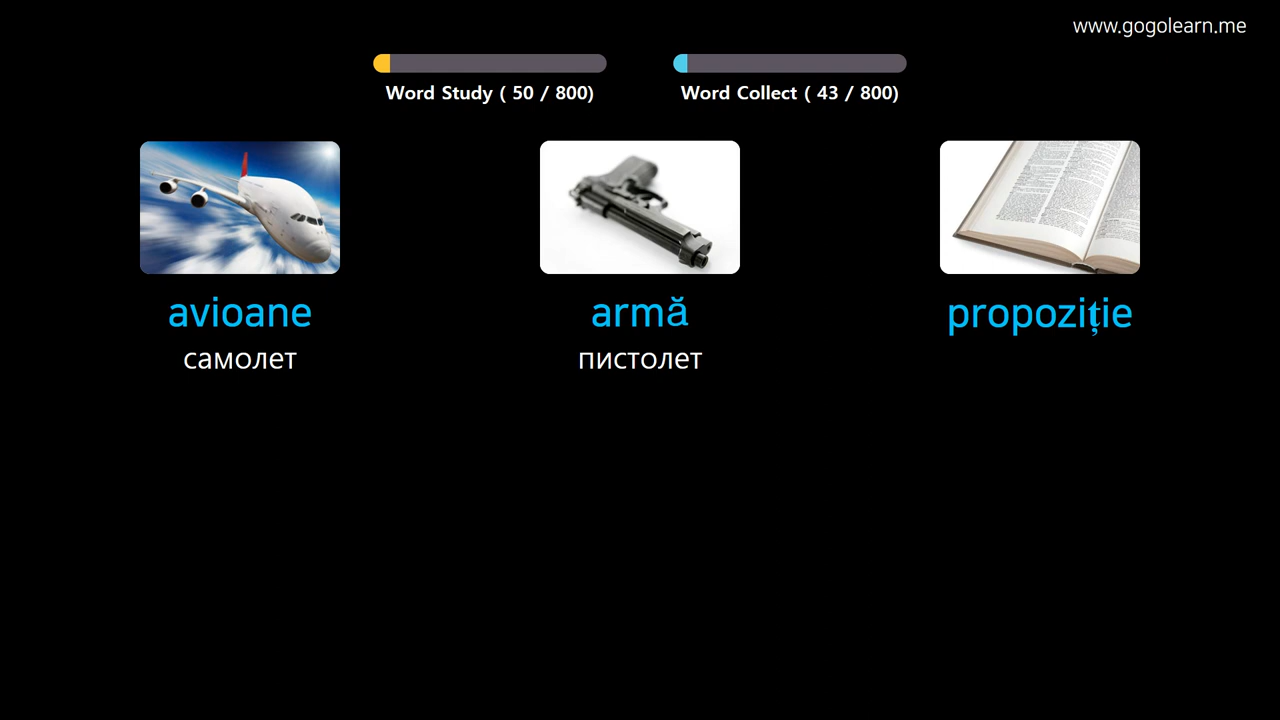 www.gogolearn.me
Word Study ( 50 / 800)
Word Collect ( 43 / 800)
avioane
armă
propoziție
самолет
пистолет